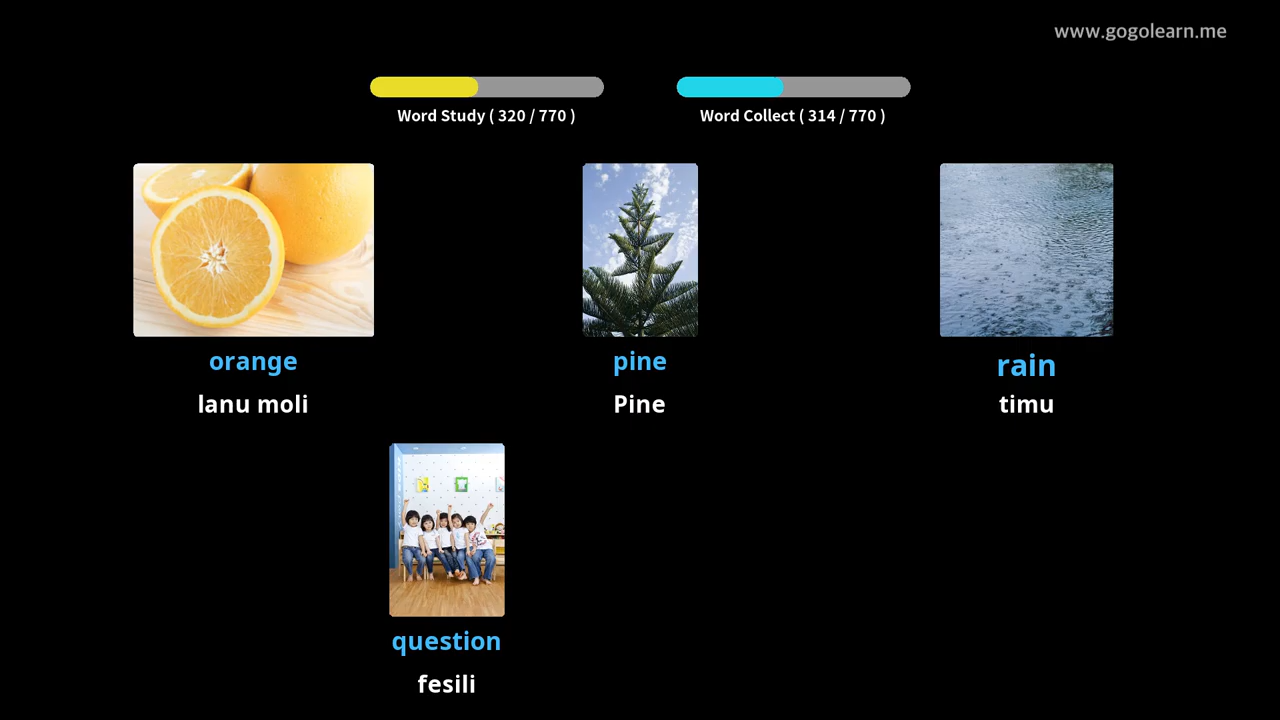 www.gogolearn.me
Word Study ( 320 / 770 )
Word Collect ( 314 / 770 )
orange
pine
rain
lanu moli
Pine
timu
question
fesili